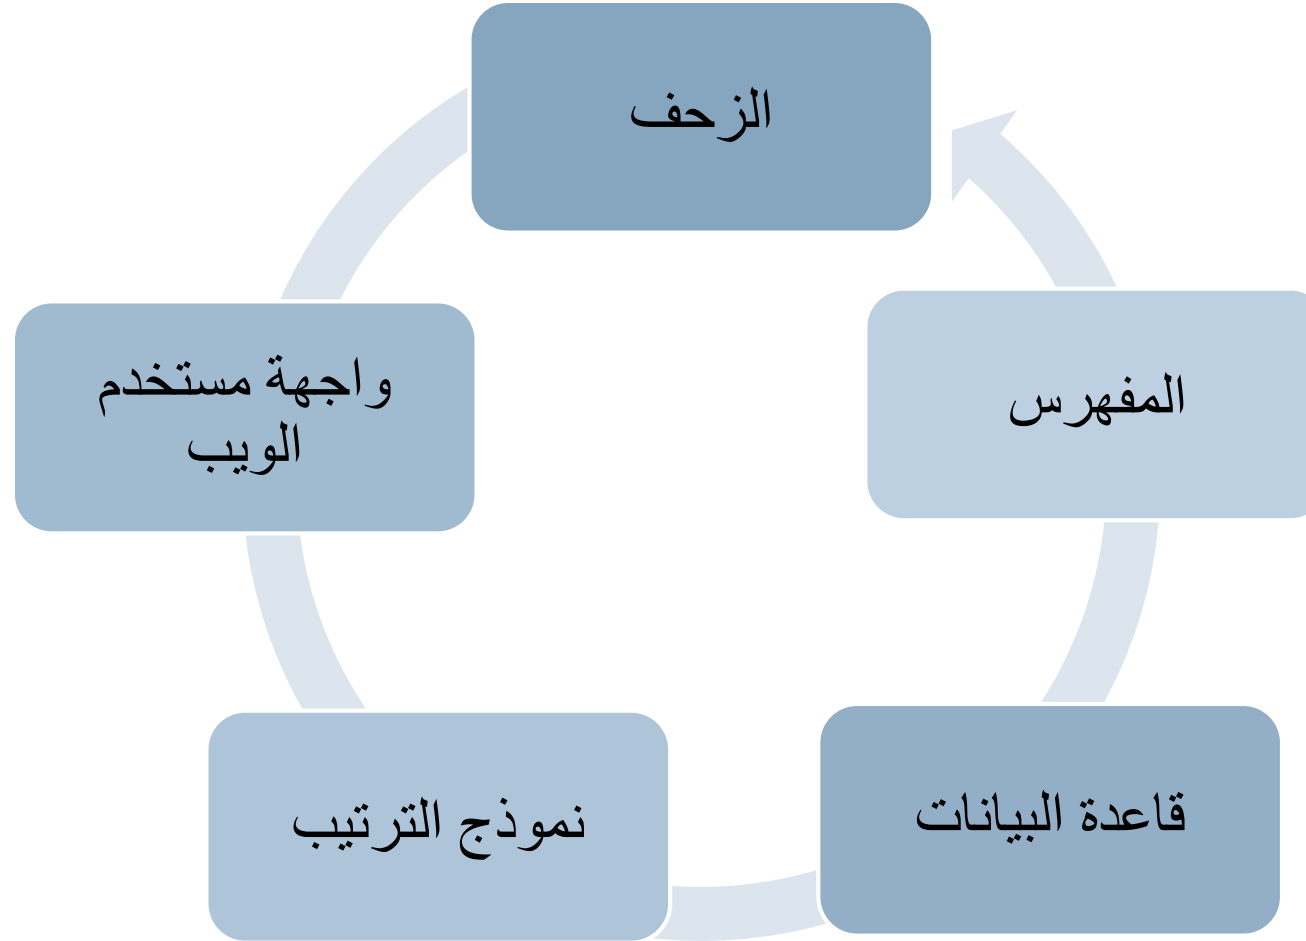 الزحف
المفهرس
واجهة مستخدم
الويب
قاعدة البيانات
نموذج الترتيب